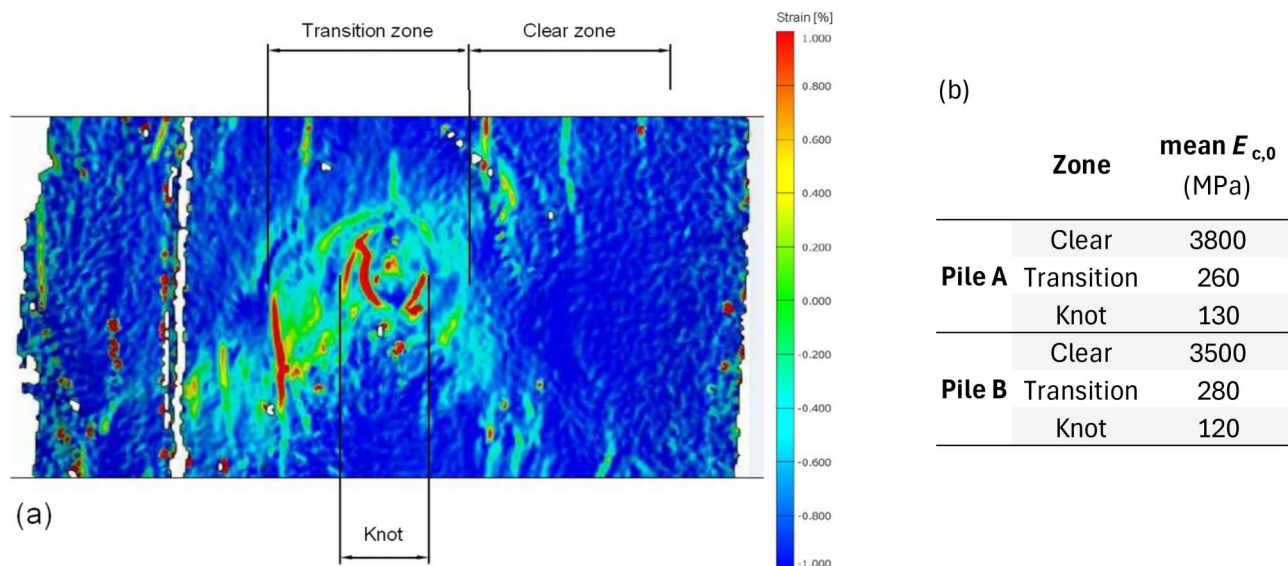 Transition zone
Clear zone
Strain [%]
1.000
0.800
0.600
0.400
0.200
0.000
-0.200
-0.400
-0.600
-0.800
-1.000
Knot
(a)
(b)
Zone
mean E c,0
(MPa)
Pile A
Clear 3800
Transition 260
Knot 130
Pile B
Clear 3500
Transition 280
Knot 120